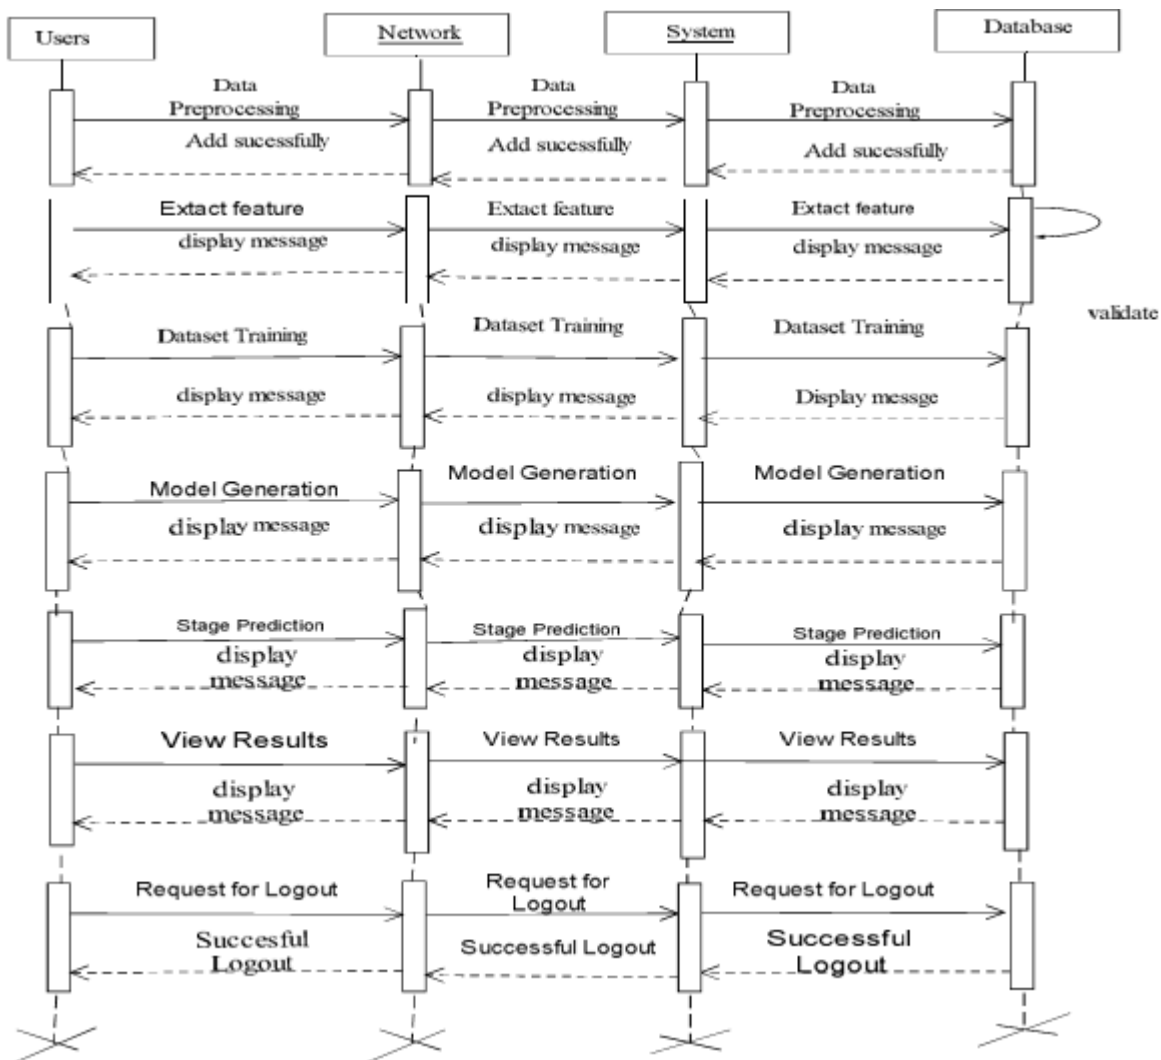 Users
Network
System
Database
Data
Preprocessing
Data
Preprocessing
Data
Preprocessing
Add sucessfully
Add sucessfully
Add sucessfully
Extact feature
Extact feature
Extact feature
display message
display message
display message
validate
Dataset Training
Dataset Training
Dataset Training
display message
display message
Display messge
Model Generation
Model Generation
Model Generation
display message
display message
display message
Stage Prediction
Stage Prediction
Stage Prediction
display
message
display
message
display
message
View Results
View Results
View Results
display
message
display
message
display
message
Request for Logout
Request for
Logout
Request for Logout
Succesful
Logout
Successful Logout
Successful
Logout